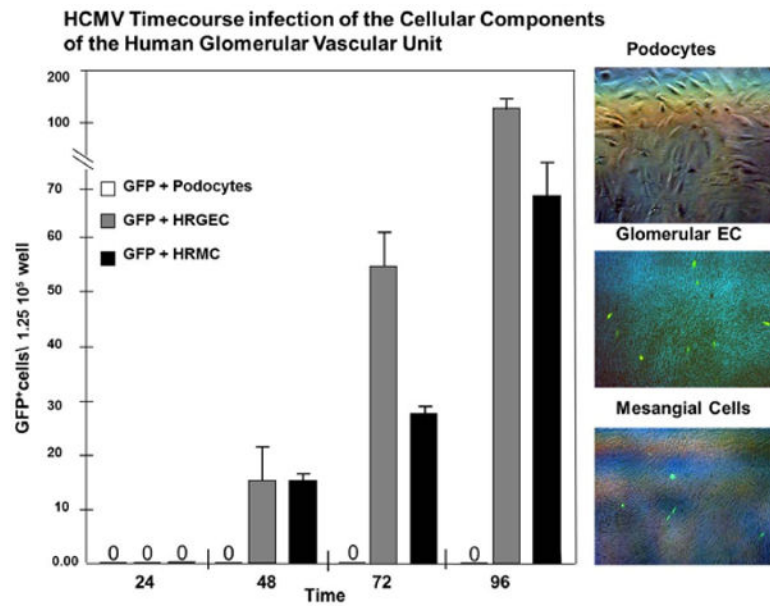 HCMV Timecourse infection of the Cellular Components
of the Human Glomerular Vascular Unit
200
100
70
60
50
40
30
20
10
0.00
GFP⁺cells\ 1.25 10⁵ well
GFP + Podocytes
GFP + HRGEC
GFP + HRMC
0 0 0 0 0 0
24 48 72 96
Time
Podocytes
Glomerular EC
Mesangial Cells